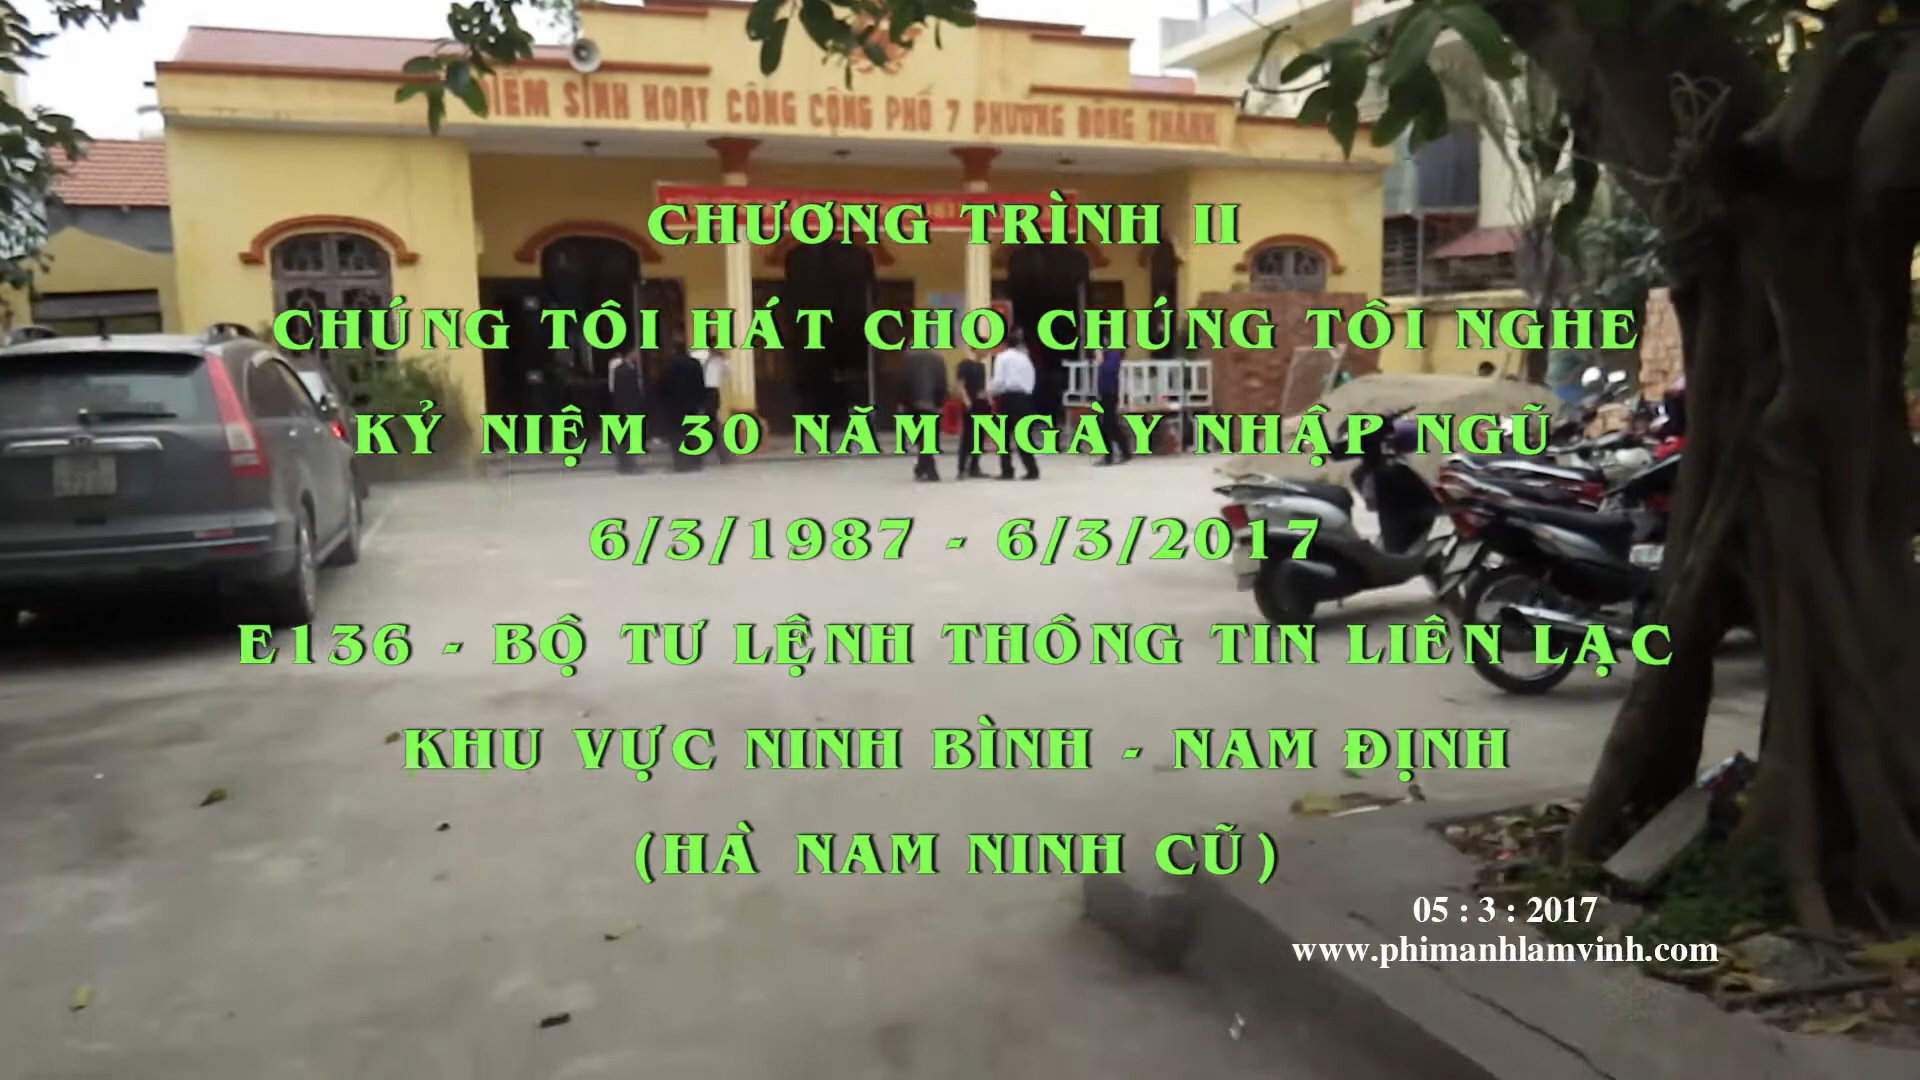 ĐIỂM SINH HOẠT CÔNG CỘNG PHỐ 7 PHƯỜNG ĐÔNG THÀNH
CHƯƠNG TRÌNH II
CHÚNG TÔI HÁT CHO CHÚNG TÔI NGHE
KỶ NIỆM 30 NĂM NGÀY NHẬP NGŨ
6/3/1987 - 6/3/2017
E136 - BỘ TƯ LỆNH THÔNG TIN LIÊN LẠC
KHU VỰC NINH BÌNH - NAM ĐỊNH
(HÀ NAM NINH CŨ)
05 : 3 : 2017
www.phimanhlamvinh.com